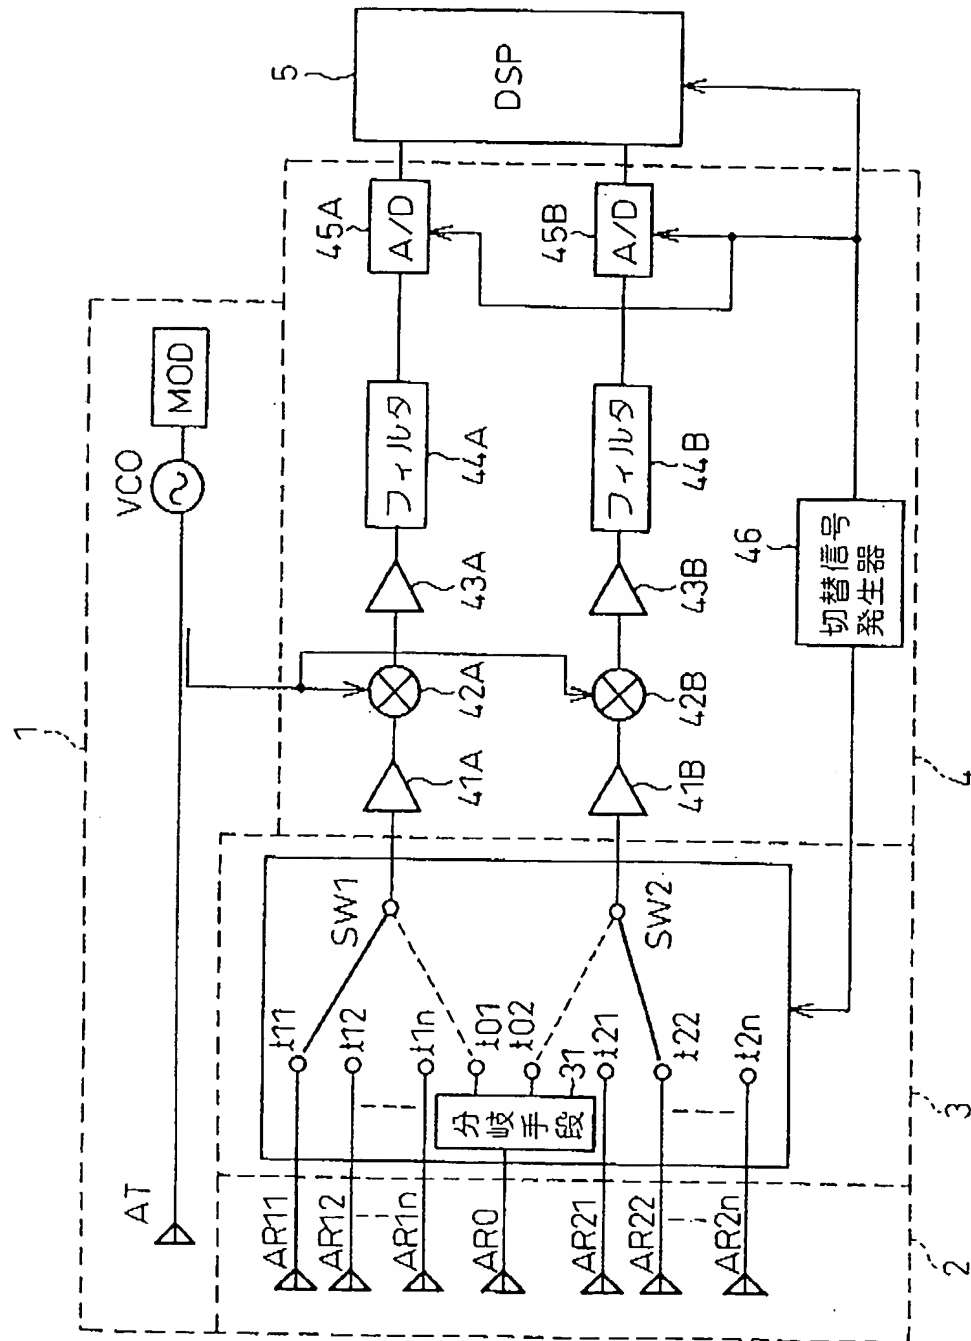 1
AT
VCO
MOD
5
DSP
AR11
AR12
AR1n
AR0
AR21
AR22
AR2n
2
t11
t12
t1n
t01
t02
t21
t22
t2n
31
分岐手段
SW1
SW2
3
41A
42A
43A
フィルタ
44A
A/D
45A
41B
42B
43B
フィルタ
44B
A/D
45B
切替信号
発生器
46
4